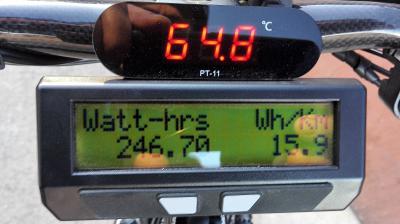 64.8 °C
PT-11
Watt-hrs Wh/KM
246.70 15.9